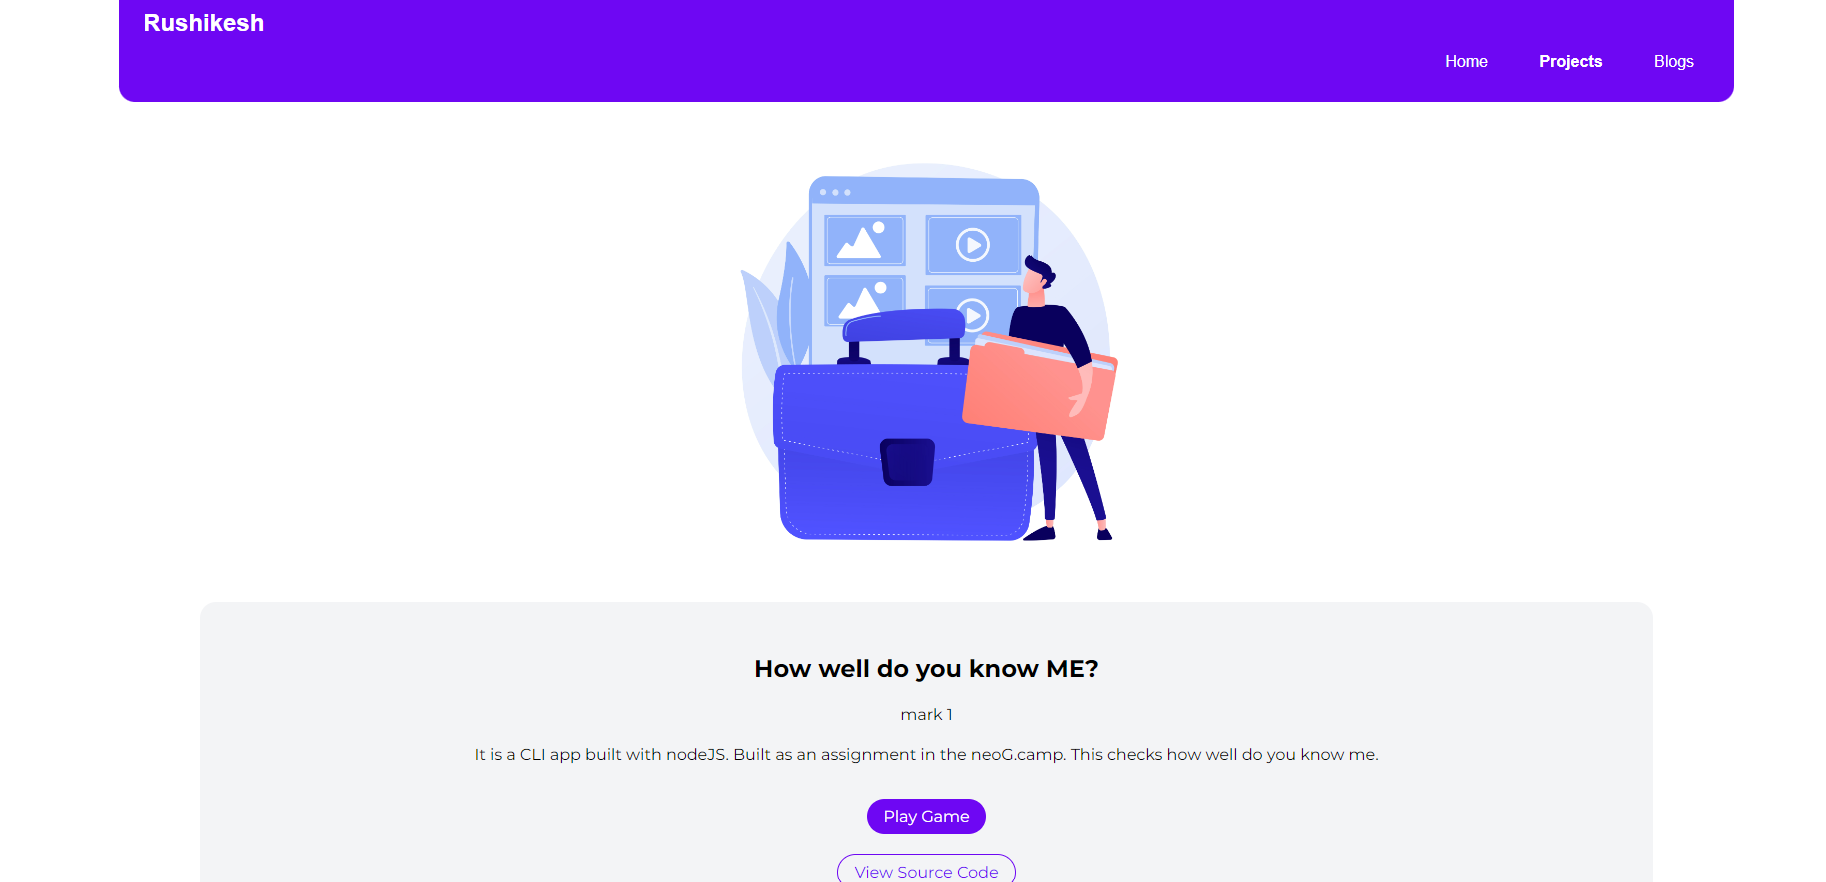 Rushikesh
Home Projects Blogs
How well do you know ME?
mark 1
It is a CLI app built with nodeJS. Built as an assignment in the neoG.camp. This checks how well do you know me.
Play Game
View Source Code